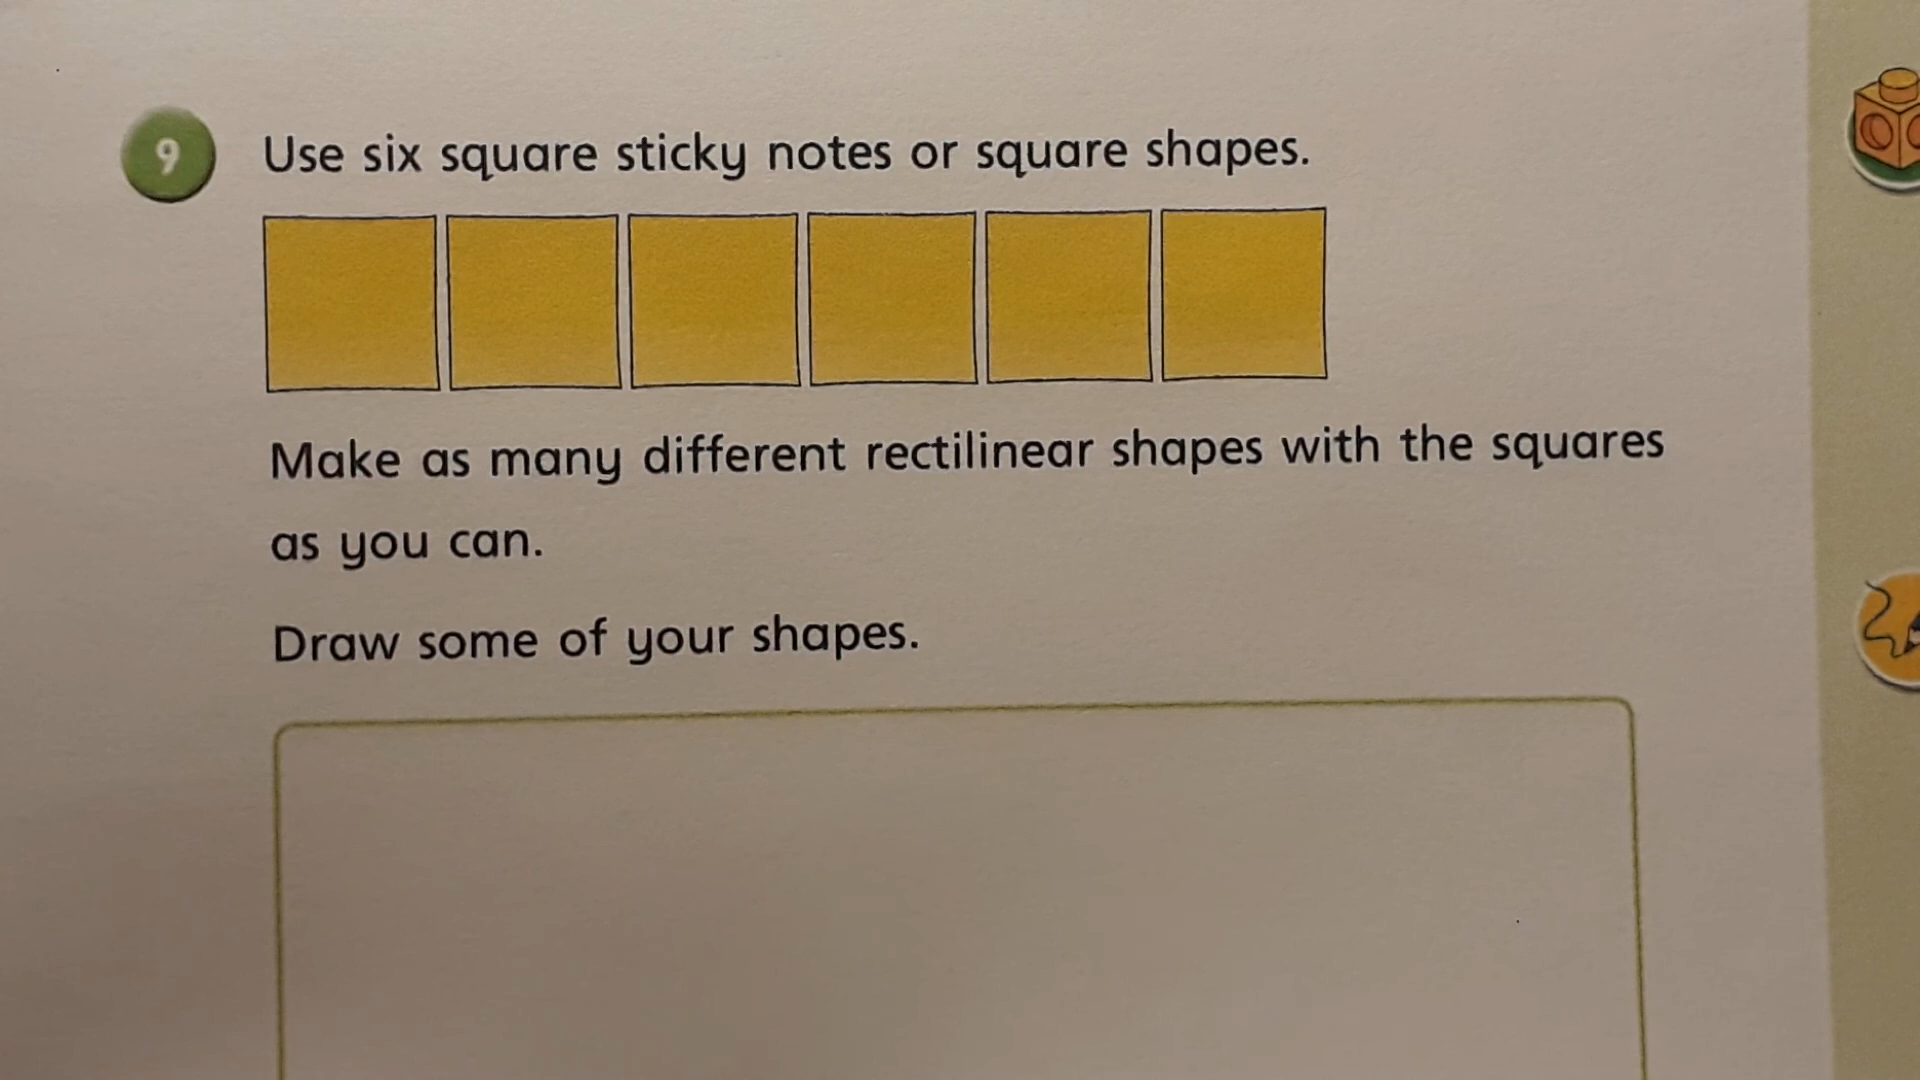 9 Use six square sticky notes or square shapes.
Make as many different rectilinear shapes with the squares
as you can.
Draw some of your shapes.